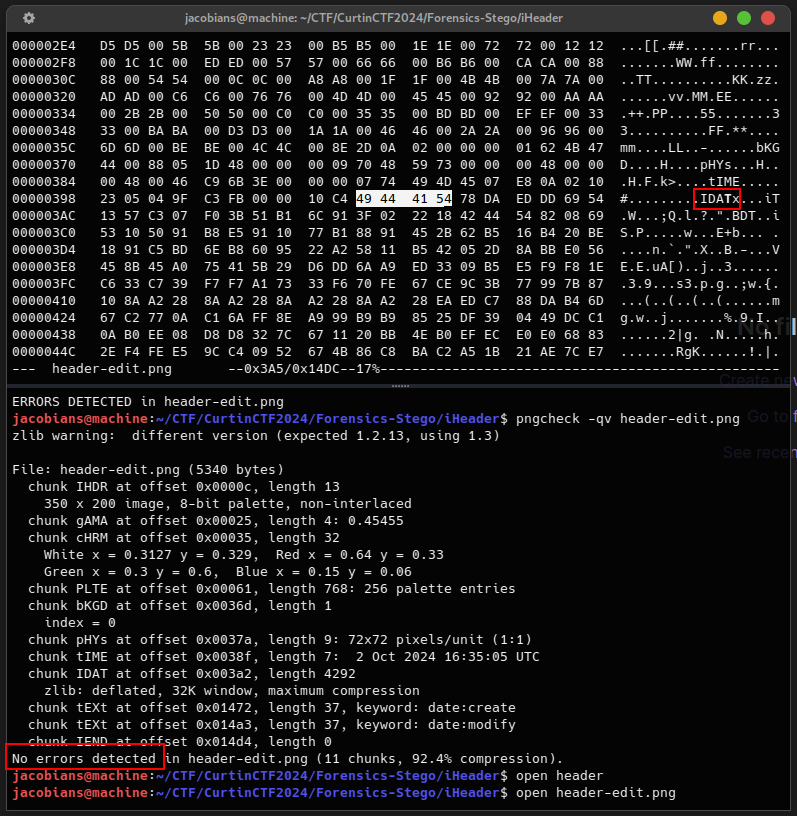 jacobians@machine: ~/CTF/CurtinCTF2024/Forensics-Stego/iHeader
000002E4 D5 D5 00 5B 5B 00 23 23 00 B5 B5 00 1E 1E 00 72 72 00 12 12 ...[[.##.......rr...
000002F8 00 1C 1C 00 ED ED 00 57 57 00 66 66 00 B6 B6 00 CA CA 00 88 .......WW.ff........
0000030C 88 00 54 54 00 0C 0C 00 A8 A8 00 1F 1F 00 4B 4B 00 7A 7A 00 ..TT..........KK.zz.
00000320 AD AD 00 C6 C6 00 76 76 00 4D 4D 00 45 45 00 92 92 00 AA AA ......vv.MM.EE......
00000334 00 2B 2B 00 50 50 00 C0 C0 00 35 35 00 BD BD 00 EF EF 00 33 .++.PP....55.......3
00000348 33 00 BA BA 00 D3 D3 00 1A 1A 00 46 46 00 2A 2A 00 96 96 00 3..........FF.**....
0000035C 6D 6D 00 BE BE 00 4C 4C 00 8E 2D 0A 02 00 00 00 01 62 4B 47 mm....LL..-......bKG
00000370 44 00 88 05 1D 48 00 00 00 09 70 48 59 73 00 00 00 48 00 00 D....H....pHYs...H..
00000384 00 48 00 46 C9 6B 3E 00 00 00 07 74 49 4D 45 07 E8 0A 02 10 .H.F.k>....tIME.....
00000398 23 05 04 9F C3 FB 00 00 10 C4 49 44 41 54 78 DA ED DD 69 54 #.........IDATx...iT
000003AC 13 57 C3 07 F0 3B 51 B1 6C 91 3F 02 22 18 42 44 54 82 08 69 .W...;Q.l.?.".BDT..i
000003C0 53 10 50 91 B8 E5 91 10 77 B1 88 91 45 2B 62 B5 16 B4 20 BE S.P.....w...E+b... .
000003D4 18 91 C5 BD 6E B8 60 95 22 A2 58 11 B5 42 05 2D 8A BB E0 56 ....n.`.".X..B.-...V
000003E8 45 8B 45 A0 75 41 5B 29 D6 DD 6A A9 ED 33 09 B5 E5 F9 F8 1E E.E.uA[)..j..3......
000003FC C6 33 C7 39 F7 F7 A1 73 33 F6 70 FE 67 CE 9C 3B 77 99 7B 87 .3.9...s3.p.g..;w.{.
00000410 10 8A A2 28 8A A2 28 8A A2 28 8A A2 28 EA ED C7 88 DA B4 6D ...(..(..(..(......m
00000424 67 C2 77 0A C1 6A FF 8E A9 99 B9 B9 85 25 DF 39 04 49 DC C1 g.w..j.......%.9.I..
00000438 0A B0 EE 08 D8 D8 32 7C 67 11 20 BB 4E B0 EF EC E0 E0 68 83 ......2|g. .N.....h.
0000044C 2E F4 FE E5 9C C4 09 52 67 4B 86 C8 BA C2 A5 1B 21 AE 7C E7 .......RgK......!.|.
--- header-edit.png --0x3A5/0x14DC--17%--------------------------------------------------
ERRORS DETECTED in header-edit.png
jacobians@machine:~/CTF/CurtinCTF2024/Forensics-Stego/iHeader$ pngcheck -qv header-edit.png
zlib warning: different version (expected 1.2.13, using 1.3)
File: header-edit.png (5340 bytes)
chunk IHDR at offset 0x0000c, length 13
350 x 200 image, 8-bit palette, non-interlaced
chunk gAMA at offset 0x00025, length 4: 0.45455
chunk cHRM at offset 0x00035, length 32
White x = 0.3127 y = 0.329, Red x = 0.64 y = 0.33
Green x = 0.3 y = 0.6, Blue x = 0.15 y = 0.06
chunk PLTE at offset 0x00061, length 768: 256 palette entries
chunk bKGD at offset 0x0036d, length 1
index = 0
chunk pHYs at offset 0x0037a, length 9: 72x72 pixels/unit (1:1)
chunk tIME at offset 0x0038f, length 7: 2 Oct 2024 16:35:05 UTC
chunk IDAT at offset 0x003a2, length 4292
zlib: deflated, 32K window, maximum compression
chunk tEXt at offset 0x01472, length 37, keyword: date:create
chunk tEXt at offset 0x014a3, length 37, keyword: date:modify
chunk IEND at offset 0x014d4, length 0
No errors detected in header-edit.png (11 chunks, 92.4% compression).
jacobians@machine:~/CTF/CurtinCTF2024/Forensics-Stego/iHeader$ open header
jacobians@machine:~/CTF/CurtinCTF2024/Forensics-Stego/iHeader$ open header-edit.png